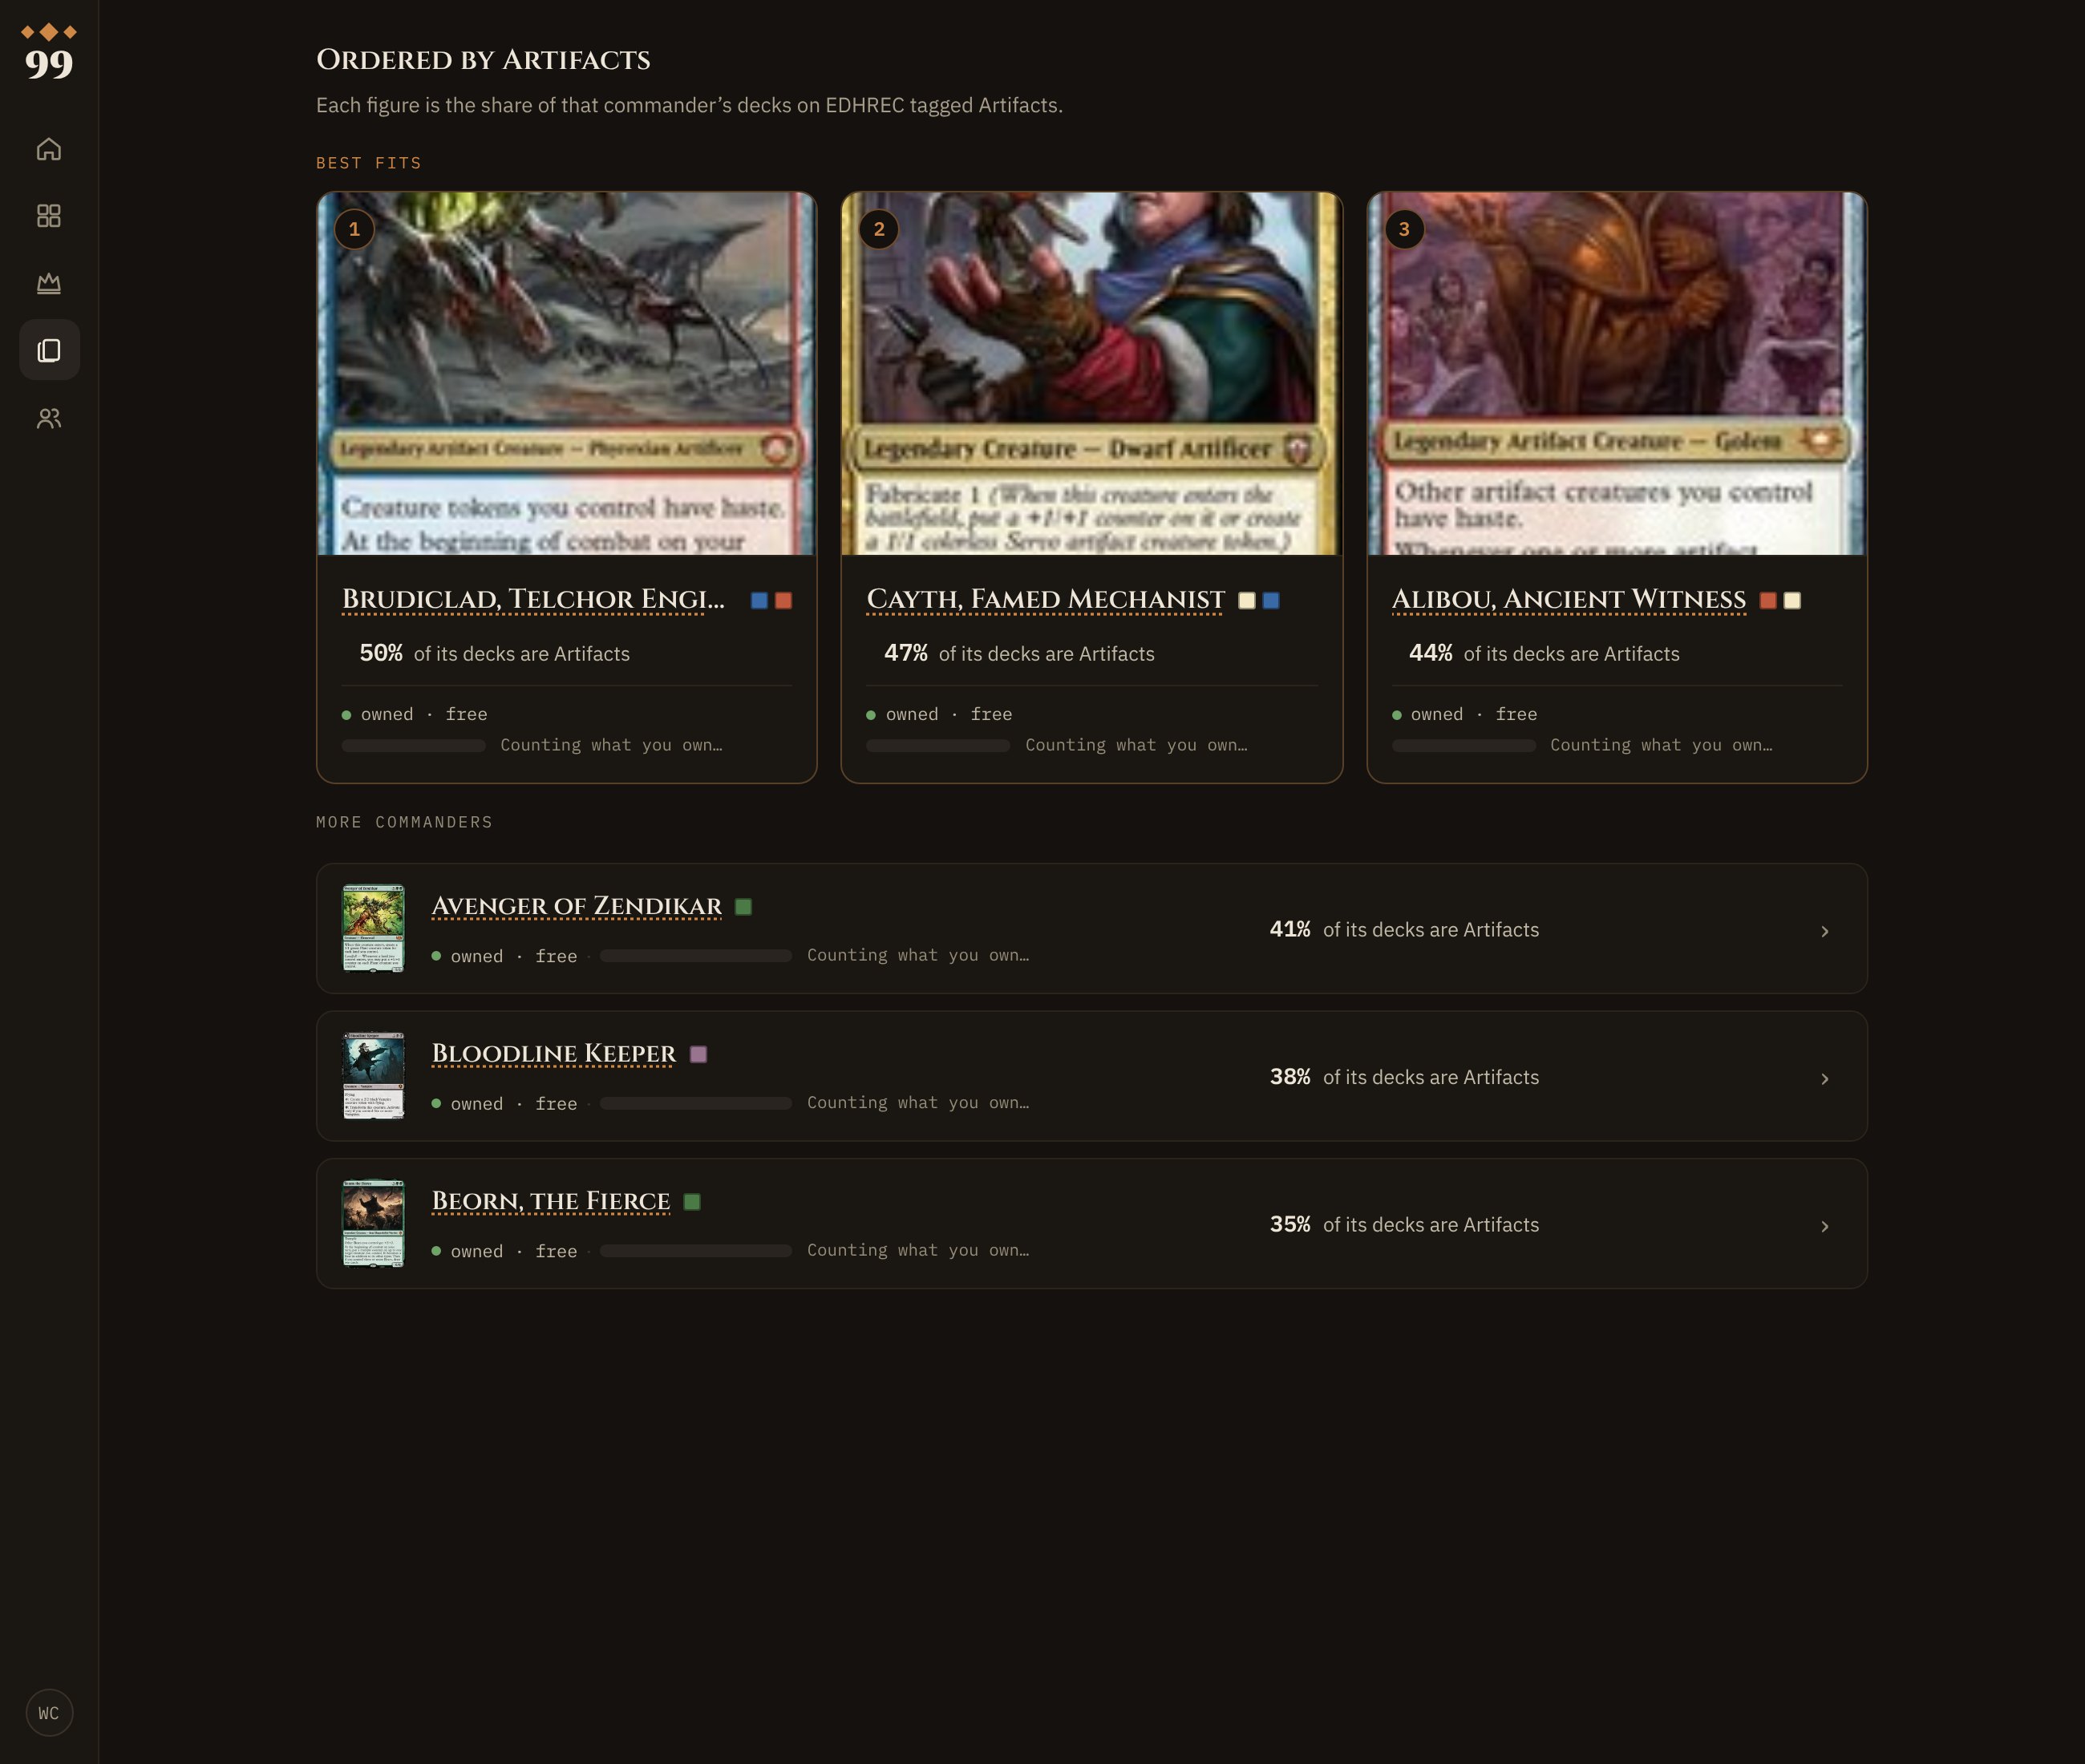 99
Ordered by Artifacts
Each figure is the share of that commander’s decks on EDHREC tagged Artifacts.
BEST FITS
1
Legendary Artifact Creature — Phyrexian Artificer
Creature tokens you control have haste.
At the beginning of combat on your
Brudiclad, Telchor Engi…
50% of its decks are Artifacts
owned · free
Counting what you own…
2
Legendary Creature — Dwarf Artificer
Fabricate 1 (When this creature enters the
battlefield, put a +1/+1 counter on it or create
a 1/1 colorless Servo artifact creature token.)
Cayth, Famed Mechanist
47% of its decks are Artifacts
owned · free
Counting what you own…
3
Legendary Artifact Creature — Golem
Other artifact creatures you control
have haste.
Whenever one or more artifact
Alibou, Ancient Witness
44% of its decks are Artifacts
owned · free
Counting what you own…
MORE COMMANDERS
Avenger of Zendikar
owned · free · Counting what you own…
41% of its decks are Artifacts
Bloodline Keeper
owned · free · Counting what you own…
38% of its decks are Artifacts
Beorn, the Fierce
owned · free · Counting what you own…
35% of its decks are Artifacts
WC